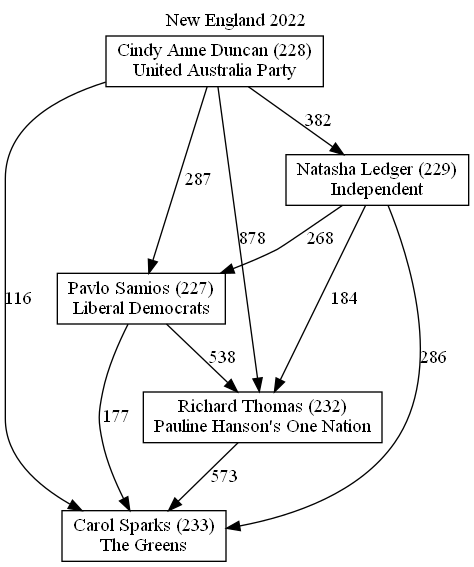 New England 2022
Cindy Anne Duncan (228)
United Australia Party
382
Natasha Ledger (229)
Independent
287
878
268
116
184
286
Pavlo Samios (227)
Liberal Democrats
538
177
Richard Thomas (232)
Pauline Hanson's One Nation
573
Carol Sparks (233)
The Greens